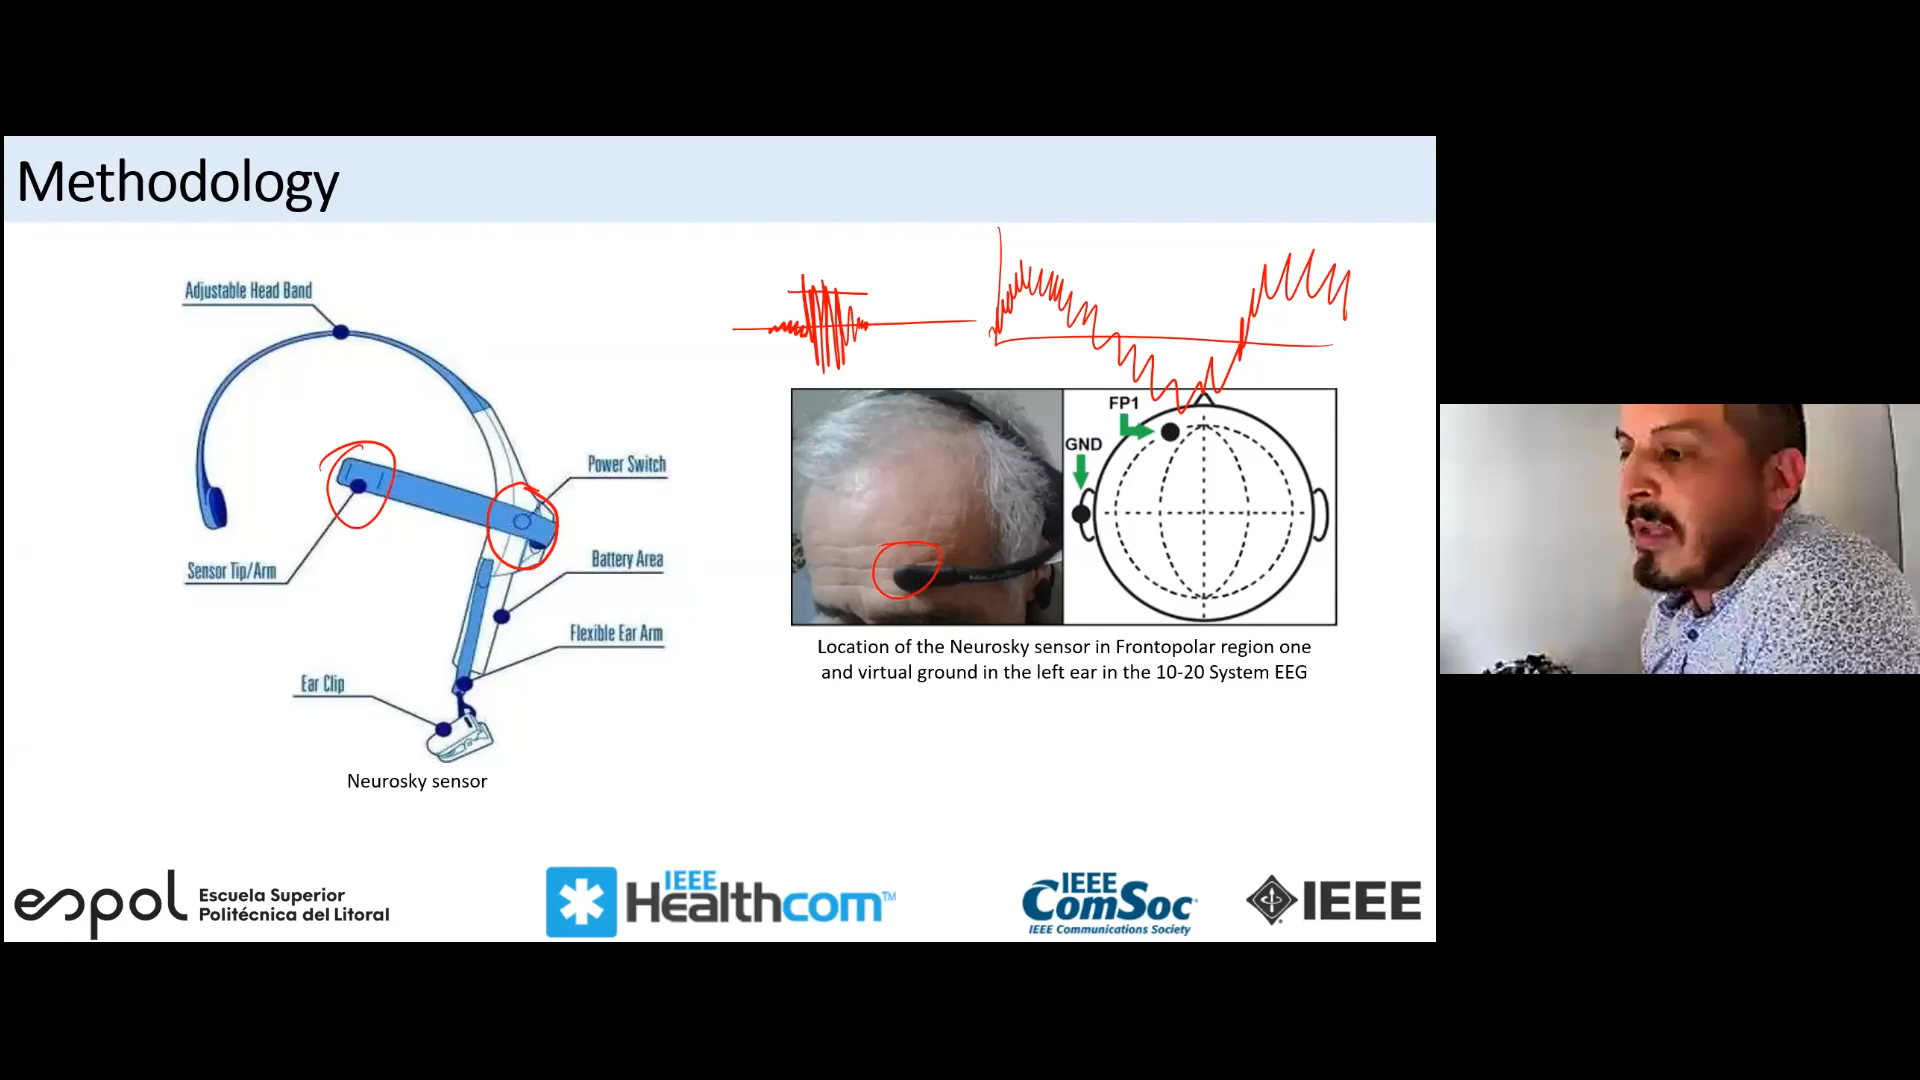 Methodology
Adjustable Head Band
Power Switch
Sensor Tip/Arm
Battery Area
Flexible Ear Arm
Ear Clip
Neurosky sensor
FP1
GND
Location of the Neurosky sensor in Frontopolar region one
and virtual ground in the left ear in the 10-20 System EEG
espol Escuela Superior
Politécnica del Litoral
IEEE
Healthcom™
IEEE
ComSoc
IEEE Communications Society
IEEE